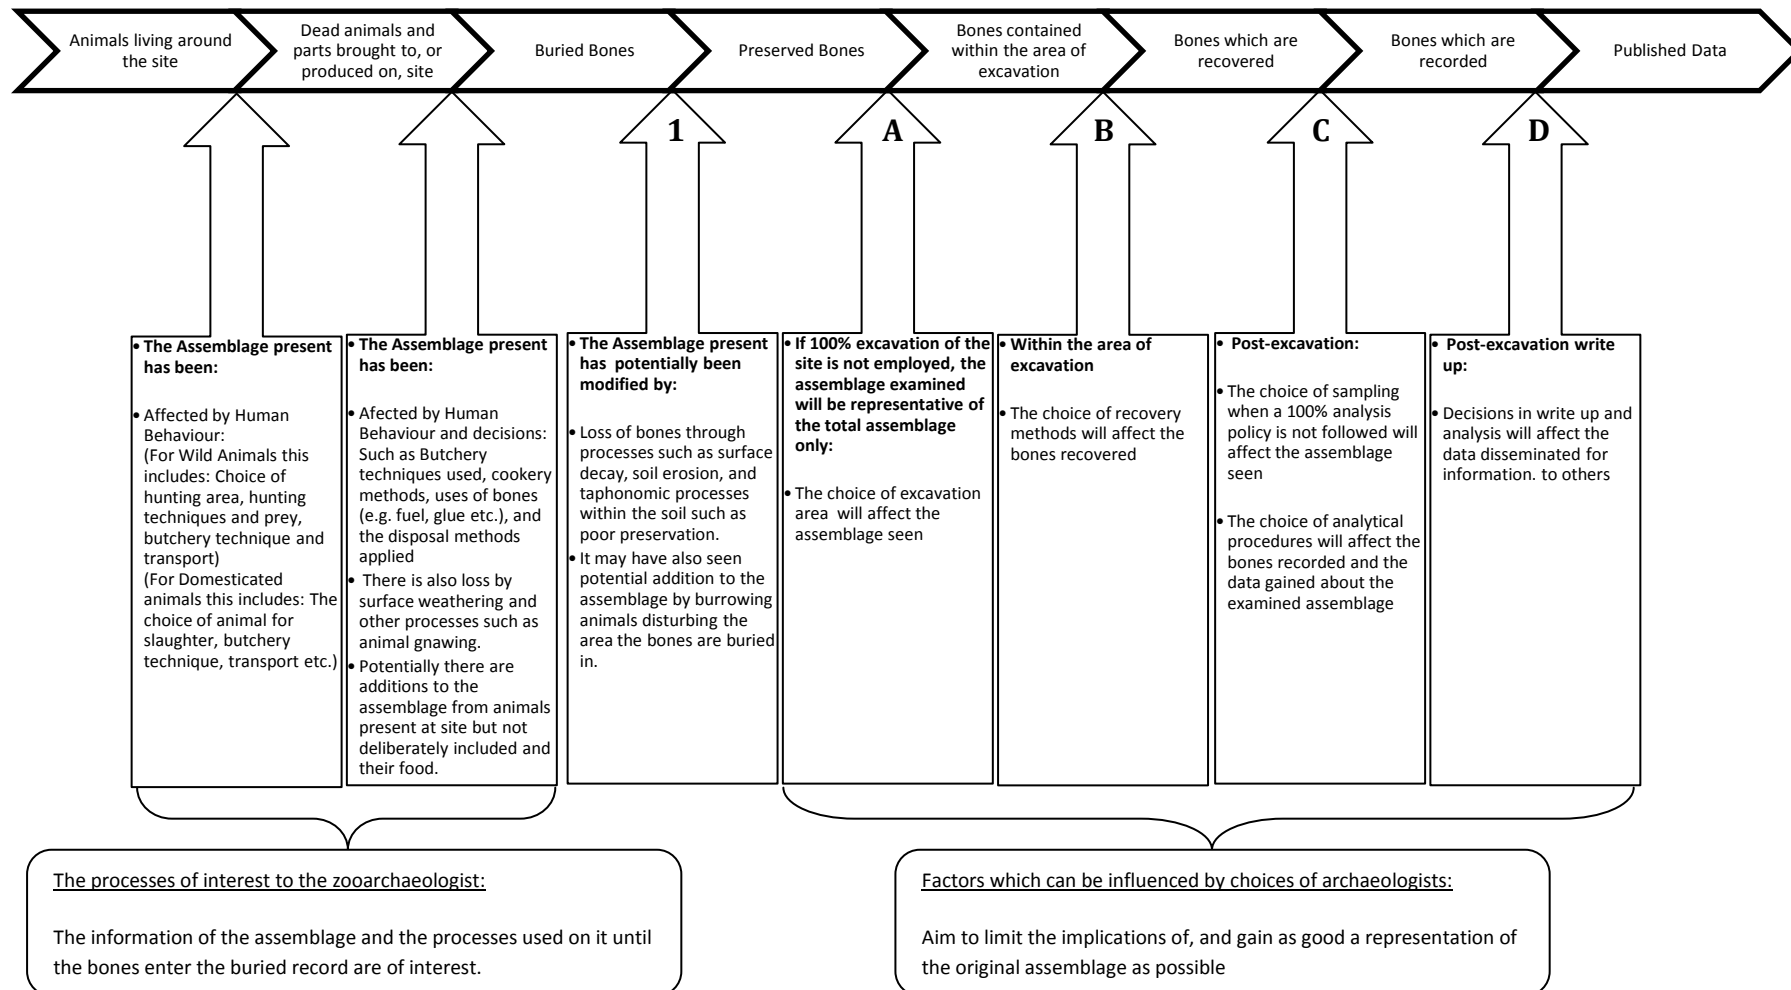 Animals living around
the site
Dead animals and
parts brought to, or
produced on, site
Buried Bones
Preserved Bones
Bones contained
within the area of
excavation
Bones which are
recovered
Bones which are
recorded
Published Data
1
A
B
C
D
• The Assemblage present
has been:
• Affected by Human
Behaviour:
(For Wild Animals this
includes: Choice of
hunting area, hunting
techniques and prey,
butchery technique and
transport)
(For Domesticated
animals this includes: The
choice of animal for
slaughter, butchery
technique, transport etc.)
• The Assemblage present
has been:
• Afected by Human
Behaviour and decisions:
Such as Butchery
techniques used, cookery
methods, uses of bones
(e.g. fuel, glue etc.), and
the disposal methods
applied
• There is also loss by
surface weathering and
other processes such as
animal gnawing.
• Potentially there are
additions to the
assemblage from animals
present at site but not
deliberately included and
their food.
• The Assemblage present
has potentially been
modified by:
• Loss of bones through
processes such as surface
decay, soil erosion, and
taphonomic processes
within the soil such as
poor preservation.
• It may have also seen
potential addition to the
assemblage by burrowing
animals disturbing the
area the bones are buried
in.
• If 100% excavation of the
site is not employed, the
assemblage examined
will be representative of
the total assemblage
only:
• The choice of excavation
area will affect the
assemblage seen
• Within the area of
excavation
• The choice of recovery
methods will affect the
bones recovered
• Post-excavation:
• The choice of sampling
when a 100% analysis
policy is not followed will
affect the assemblage
seen
• The choice of analytical
procedures will affect the
bones recorded and the
data gained about the
examined assemblage
• Post-excavation write
up:
• Decisions in write up and
analysis will affect the
data disseminated for
information. to others
The processes of interest to the zooarchaeologist:
The information of the assemblage and the processes used on it until
the bones enter the buried record are of interest.
Factors which can be influenced by choices of archaeologists:
Aim to limit the implications of, and gain as good a representation of
the original assemblage as possible